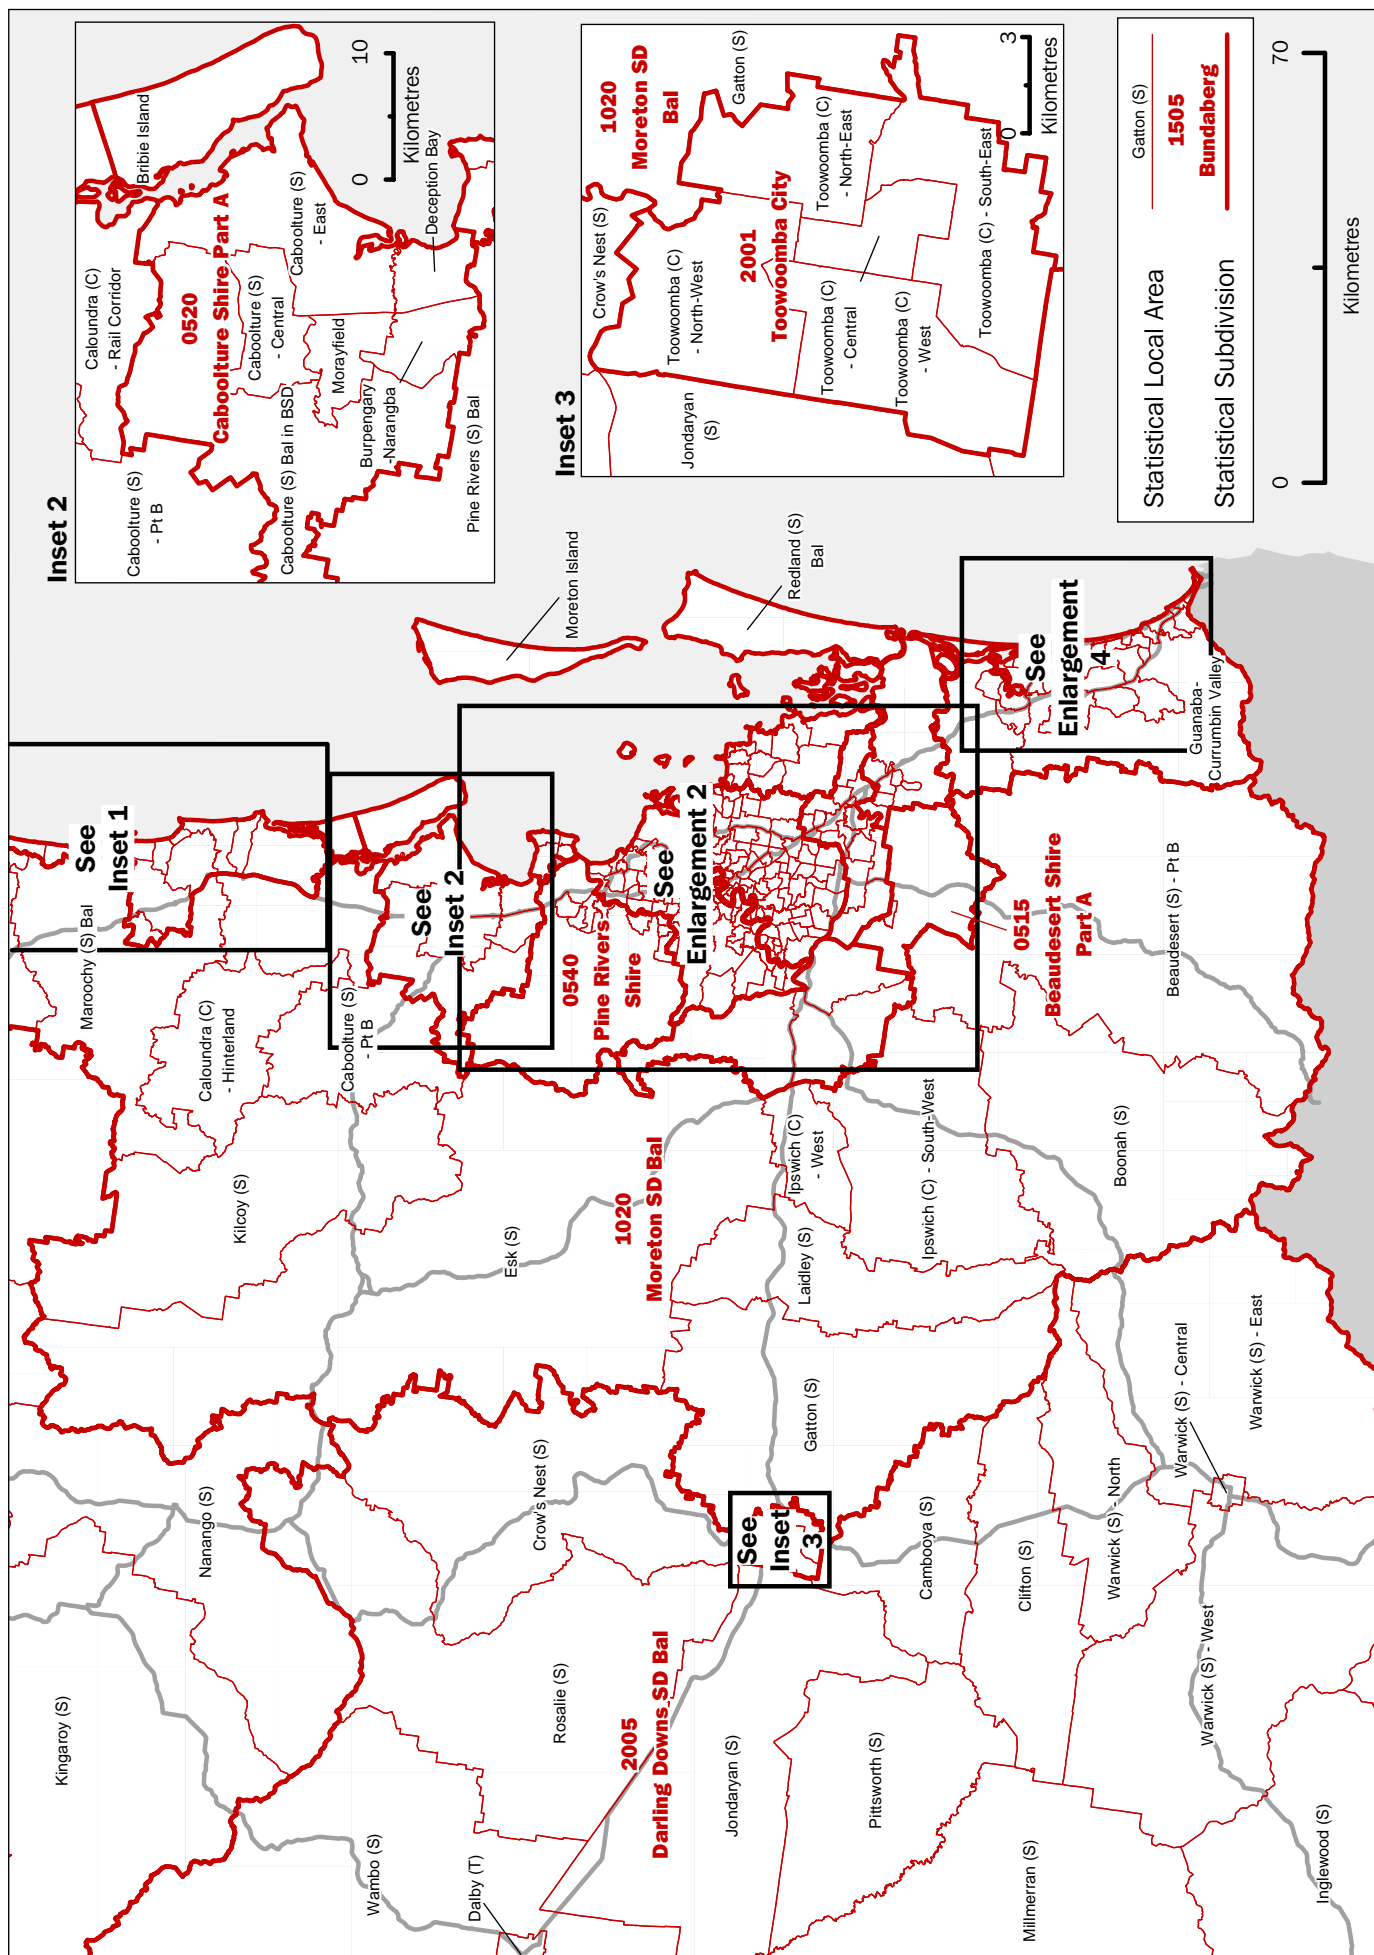 Inset 2
Caloundra (C)
- Rail Corridor
Bribie Island
Caboolture (S)
- Pt B
0520
Caboolture Shire Part A
Caboolture (S)
- Central
Caboolture (S)
- East
Caboolture (S) Bal in BSD
Morayfield
Burpengary
-Narangba
Deception Bay
Pine Rivers (S) Bal
0
10
Kilometres
Inset 3
Crow's Nest (S)
1020
Moreton SD
Bal
Gatton (S)
Jondaryan
(S)
Toowoomba (C)
- North-West
2001
Toowoomba City
Toowoomba (C)
- North-East
Toowoomba (C)
- Central
Toowoomba (C)
- West
Toowoomba (C) - South-East
0
3
Kilometres
Statistical Local Area
Gatton (S)
Statistical Subdivision
1505
Bundaberg
0
70
Kilometres
See
Inset 1
Maroochy (S) Bal
Caloundra (C)
- Hinterland
Caboolture (S)
- Pt B
See
Inset 2
Moreton Island
Redland (S)
Bal
0540
Pine Rivers
Shire
See
Enlargement 2
See
Enlargement
4
Guanaba-
Currumbin Valley
0515
Beaudesert Shire
Part A
Beaudesert (S) - Pt B
Kilcoy (S)
Esk (S)
1020
Moreton SD Bal
Ipswich (C)
- West
Laidley (S)
Ipswich (C) - South-West
Boonah (S)
Gatton (S)
Nanango (S)
Crow's Nest (S)
See
Inset
3
Cambooya (S)
Clifton (S)
Warwick (S) - North
Warwick (S) - Central
Warwick (S) - East
Warwick (S) - West
Kingaroy (S)
Rosalie (S)
2005
Darling Downs SD Bal
Jondaryan (S)
Pittsworth (S)
Wambo (S)
Dalby (T)
Millmerran (S)
Inglewood (S)